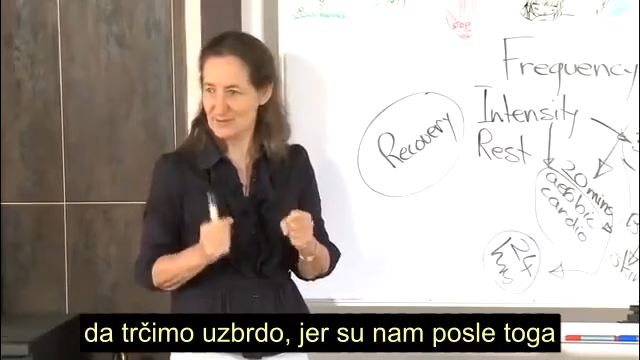 Frequency
Intensity
Rest
Recovery
20 mins
aerobic
cardio
24
hrs
da trčimo uzbrdo, jer su nam posle toga